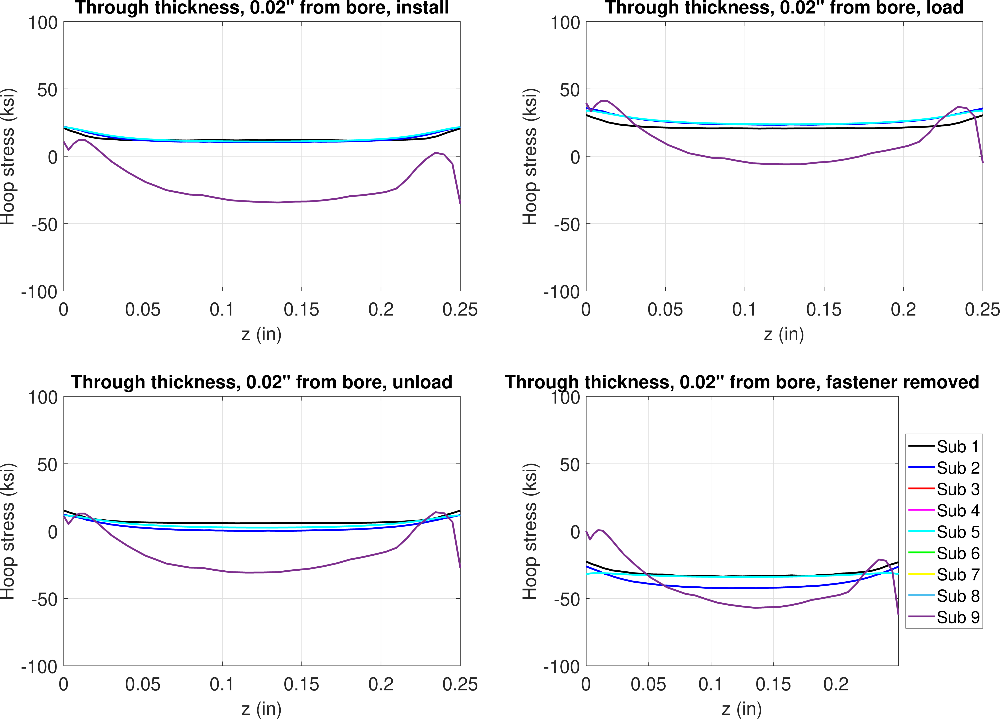 Through thickness, 0.02" from bore, install
100
50
0
-50
-100
Hoop stress (ksi)
0 0.05 0.1 0.15 0.2 0.25
z (in)
Through thickness, 0.02" from bore, load
100
50
0
-50
-100
Hoop stress (ksi)
0 0.05 0.1 0.15 0.2 0.25
z (in)
Through thickness, 0.02" from bore, unload
100
50
0
-50
-100
Hoop stress (ksi)
0 0.05 0.1 0.15 0.2 0.25
z (in)
Through thickness, 0.02" from bore, fastener removed
100
50
0
-50
-100
Hoop stress (ksi)
0 0.05 0.1 0.15 0.2
z (in)
Sub 1
Sub 2
Sub 3
Sub 4
Sub 5
Sub 6
Sub 7
Sub 8
Sub 9